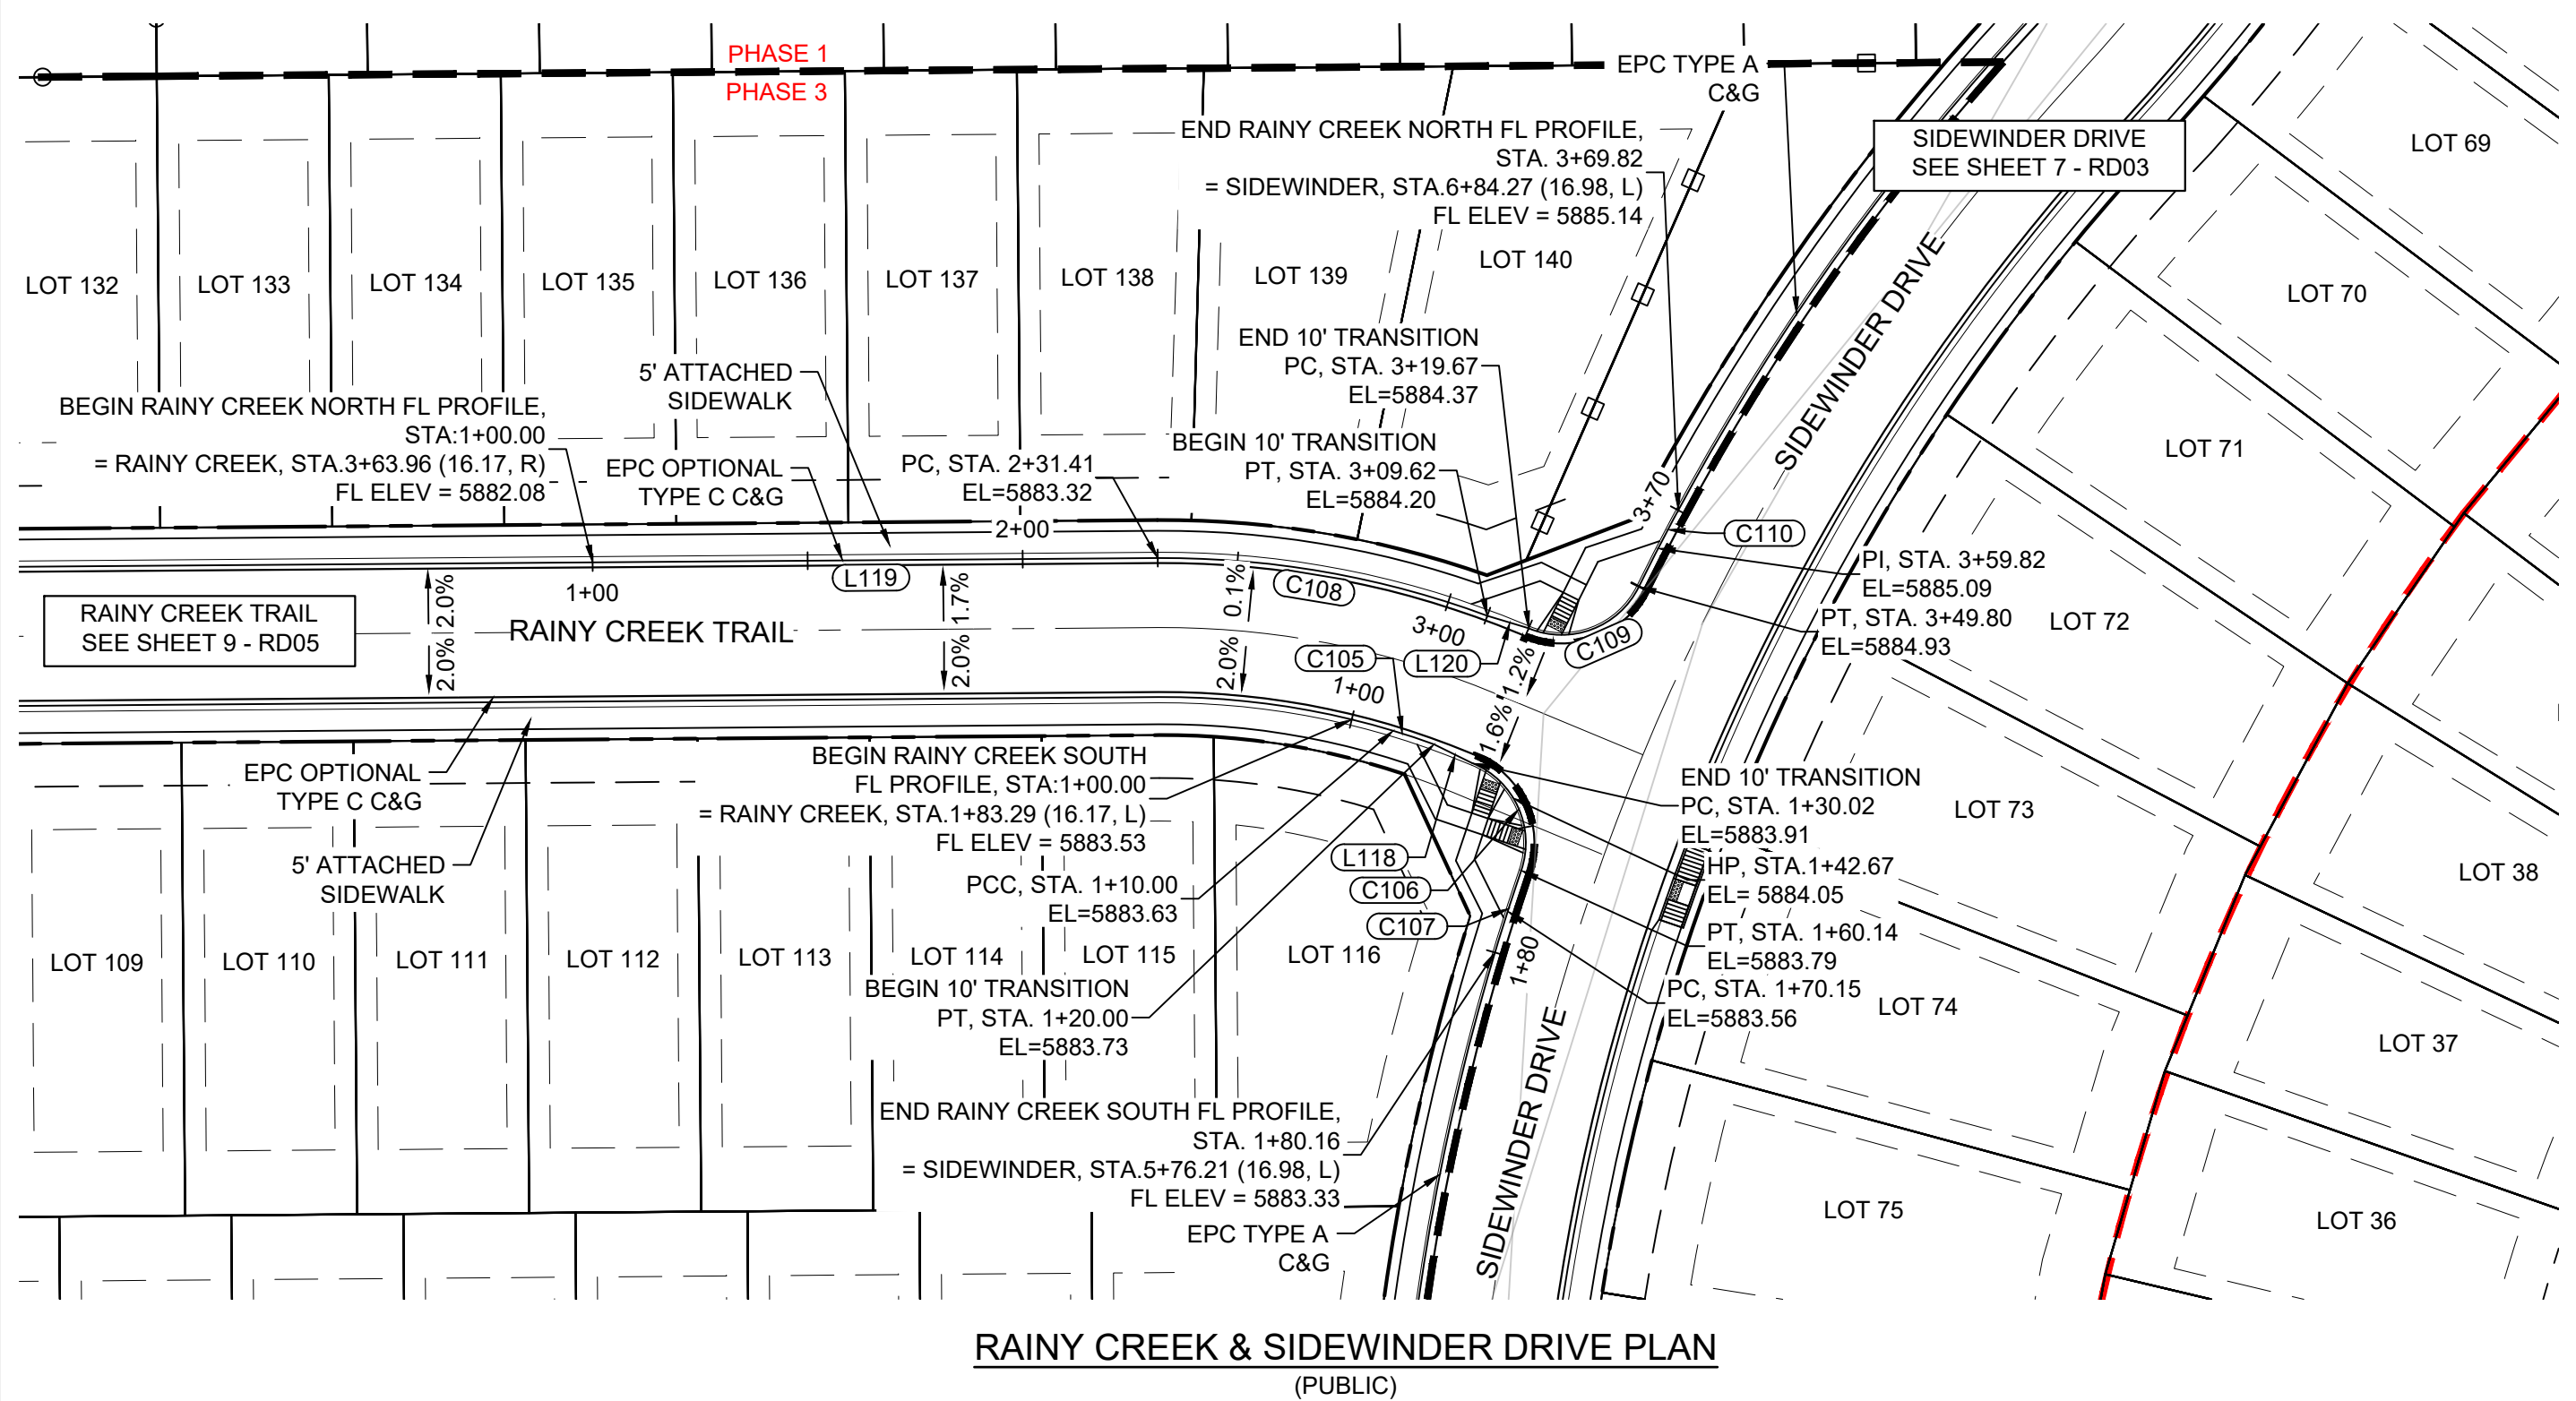 PHASE 1
PHASE 3
EPC TYPE A
C&G
END RAINY CREEK NORTH FL PROFILE,
STA. 3+69.82
= SIDEWINDER, STA.6+84.27 (16.98, L)
FL ELEV = 5885.14
SIDEWINDER DRIVE
SEE SHEET 7 - RD03
LOT 69
LOT 70
LOT 71
LOT 72
LOT 73
LOT 74
LOT 75
LOT 38
LOT 37
LOT 36
LOT 132
LOT 133
LOT 134
LOT 135
LOT 136
LOT 137
LOT 138
LOT 139
LOT 140
SIDEWINDER DRIVE
END 10' TRANSITION
PC, STA. 3+19.67
EL=5884.37
5' ATTACHED
SIDEWALK
BEGIN RAINY CREEK NORTH FL PROFILE,
STA:1+00.00
= RAINY CREEK, STA.3+63.96 (16.17, R)
FL ELEV = 5882.08
EPC OPTIONAL
TYPE C C&G
PC, STA. 2+31.41
EL=5883.32
BEGIN 10' TRANSITION
PT, STA. 3+09.62
EL=5884.20
2+00
3+70
C110
PI, STA. 3+59.82
EL=5885.09
PT, STA. 3+49.80
EL=5884.93
L119
1+00
C108
3+00
C109
RAINY CREEK TRAIL
SEE SHEET 9 - RD05
RAINY CREEK TRAIL
2.0%
2.0%
1.7%
2.0%
0.1%
2.0%
1.2%
1.6%
C105
L120
1+00
EPC OPTIONAL
TYPE C C&G
5' ATTACHED
SIDEWALK
BEGIN RAINY CREEK SOUTH
FL PROFILE, STA:1+00.00
= RAINY CREEK, STA.1+83.29 (16.17, L)
FL ELEV = 5883.53
PCC, STA. 1+10.00
EL=5883.63
L118
C106
C107
END 10' TRANSITION
PC, STA. 1+30.02
EL=5883.91
HP, STA.1+42.67
EL= 5884.05
PT, STA. 1+60.14
EL=5883.79
PC, STA. 1+70.15
EL=5883.56
LOT 109
LOT 110
LOT 111
LOT 112
LOT 113
LOT 114
LOT 115
LOT 116
BEGIN 10' TRANSITION
PT, STA. 1+20.00
EL=5883.73
1+80
END RAINY CREEK SOUTH FL PROFILE,
STA. 1+80.16
= SIDEWINDER, STA.5+76.21 (16.98, L)
FL ELEV = 5883.33
EPC TYPE A
C&G
SIDEWINDER DRIVE
RAINY CREEK & SIDEWINDER DRIVE PLAN
(PUBLIC)